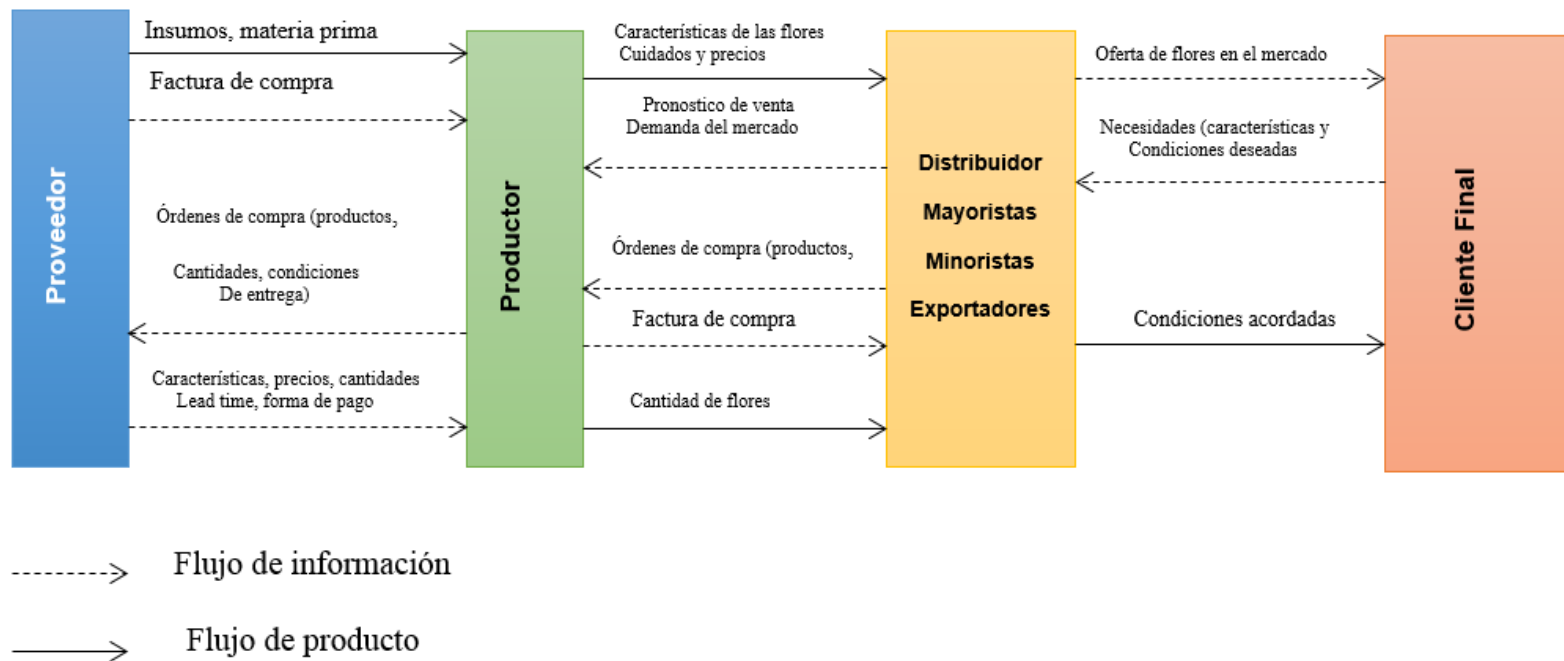 Proveedor
Insumos, materia prima
Factura de compra
Órdenes de compra (productos,
Cantidades, condiciones
De entrega)
Características, precios, cantidades
Lead time, forma de pago
Productor
Características de las flores
Cuidados y precios
Pronostico de venta
Demanda del mercado
Órdenes de compra (productos,
Factura de compra
Cantidad de flores
Distribuidor
Mayoristas
Minoristas
Exportadores
Oferta de flores en el mercado
Necesidades (características y
Condiciones deseadas
Condiciones acordadas
Cliente Final
Flujo de información
Flujo de producto